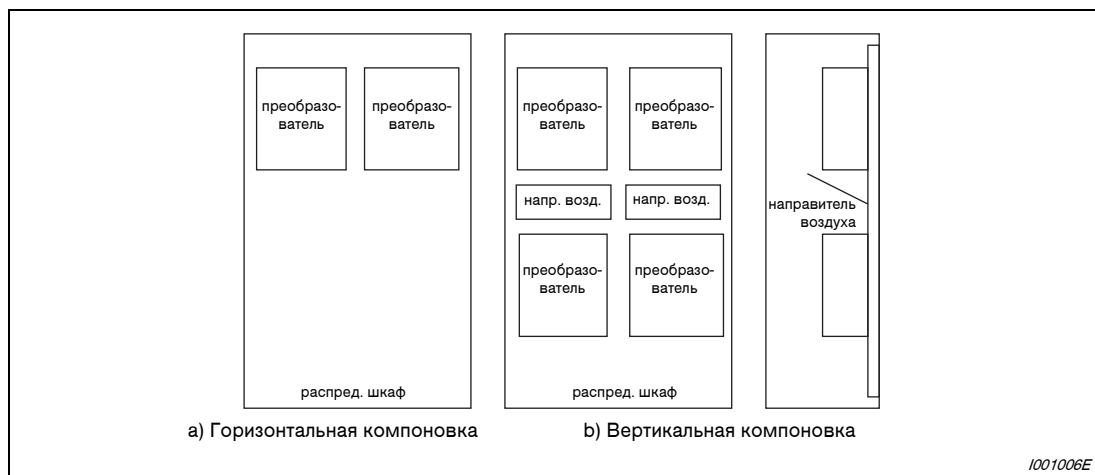 преобразо-
ватель
преобразо-
ватель
распред. шкаф
преобразо-
ватель
преобразо-
ватель
напр. возд.
напр. возд.
преобразо-
ватель
преобразо-
ватель
распред. шкаф
направитель
воздуха
a) Горизонтальная компоновка
b) Вертикальная компоновка
I001006E